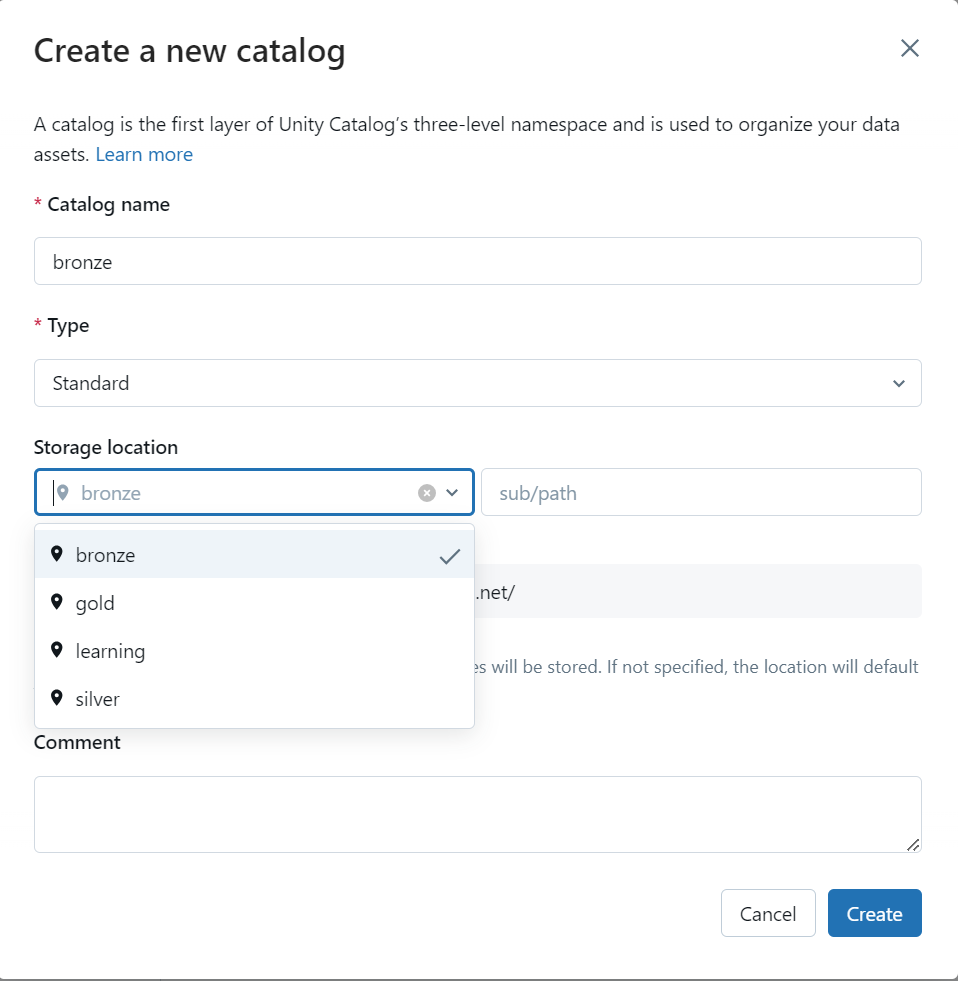 Create a new catalog
A catalog is the first layer of Unity Catalog's three-level namespace and is used to organize your data
assets. Learn more
* Catalog name
bronze
* Type
Standard
Storage location
bronze
sub/path
bronze
gold
learning
silver
.net/
will be stored. If not specified, the location will default
Comment
Cancel
Create